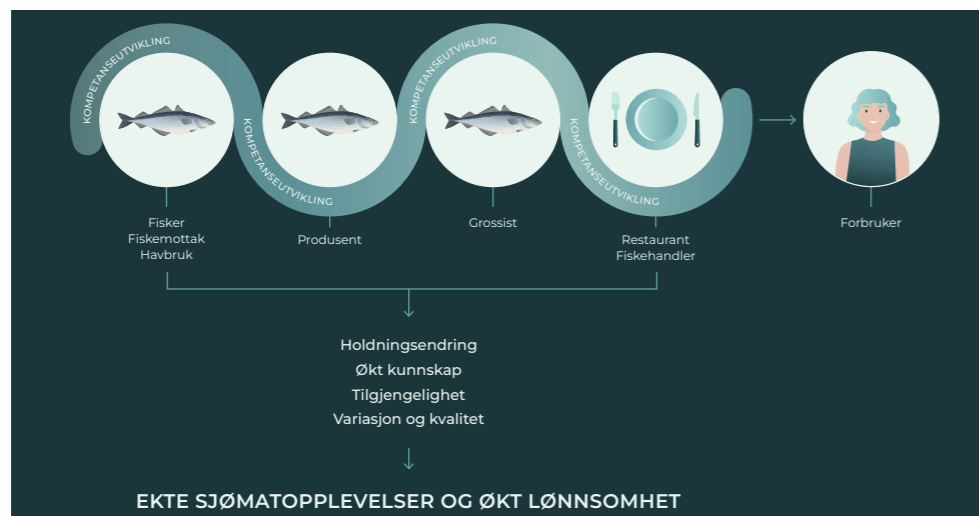 KOMPETANSEUTVIKLING
KOMPETANSEUTVIKLING
KOMPETANSEUTVIKLING
KOMPETANSEUTVIKLING
Fisker
Fiskemottak
Havbruk
Produsent
Grossist
Restaurant
Fiskehandler
Forbruker
Holdningsendring
Økt kunnskap
Tilgjengelighet
Variasjon og kvalitet
EKTE SJØMATOPPLEVELSER OG ØKT LØNNSOMHET